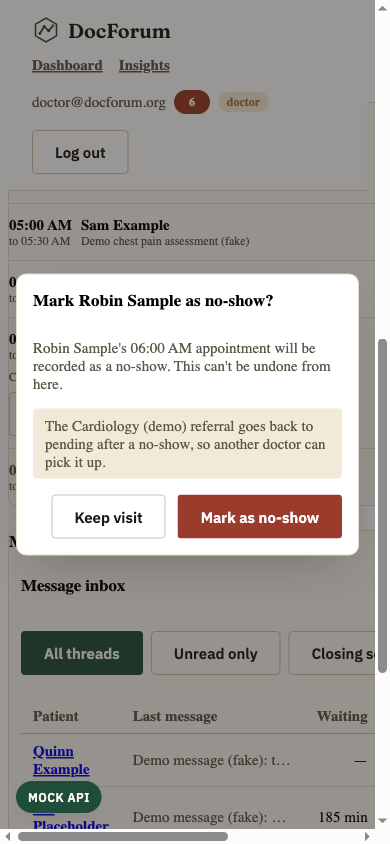 DocForum
Dashboard Insights
doctor@docforum.org 6 doctor
Log out
05:00 AM Sam Example
to 05:30 AM Demo chest pain assessment (fake)
Mark Robin Sample as no-show?
Robin Sample's 06:00 AM appointment will be
recorded as a no-show. This can't be undone from
here.
The Cardiology (demo) referral goes back to
pending after a no-show, so another doctor can
pick it up.
Keep visit Mark as no-show
Message inbox
All threads Unread only Closing
Patient Last message Waiting
Quinn
Example
Demo message (fake): t… —
Demo message (fake): … 185 min
Placeholder
MOCK API